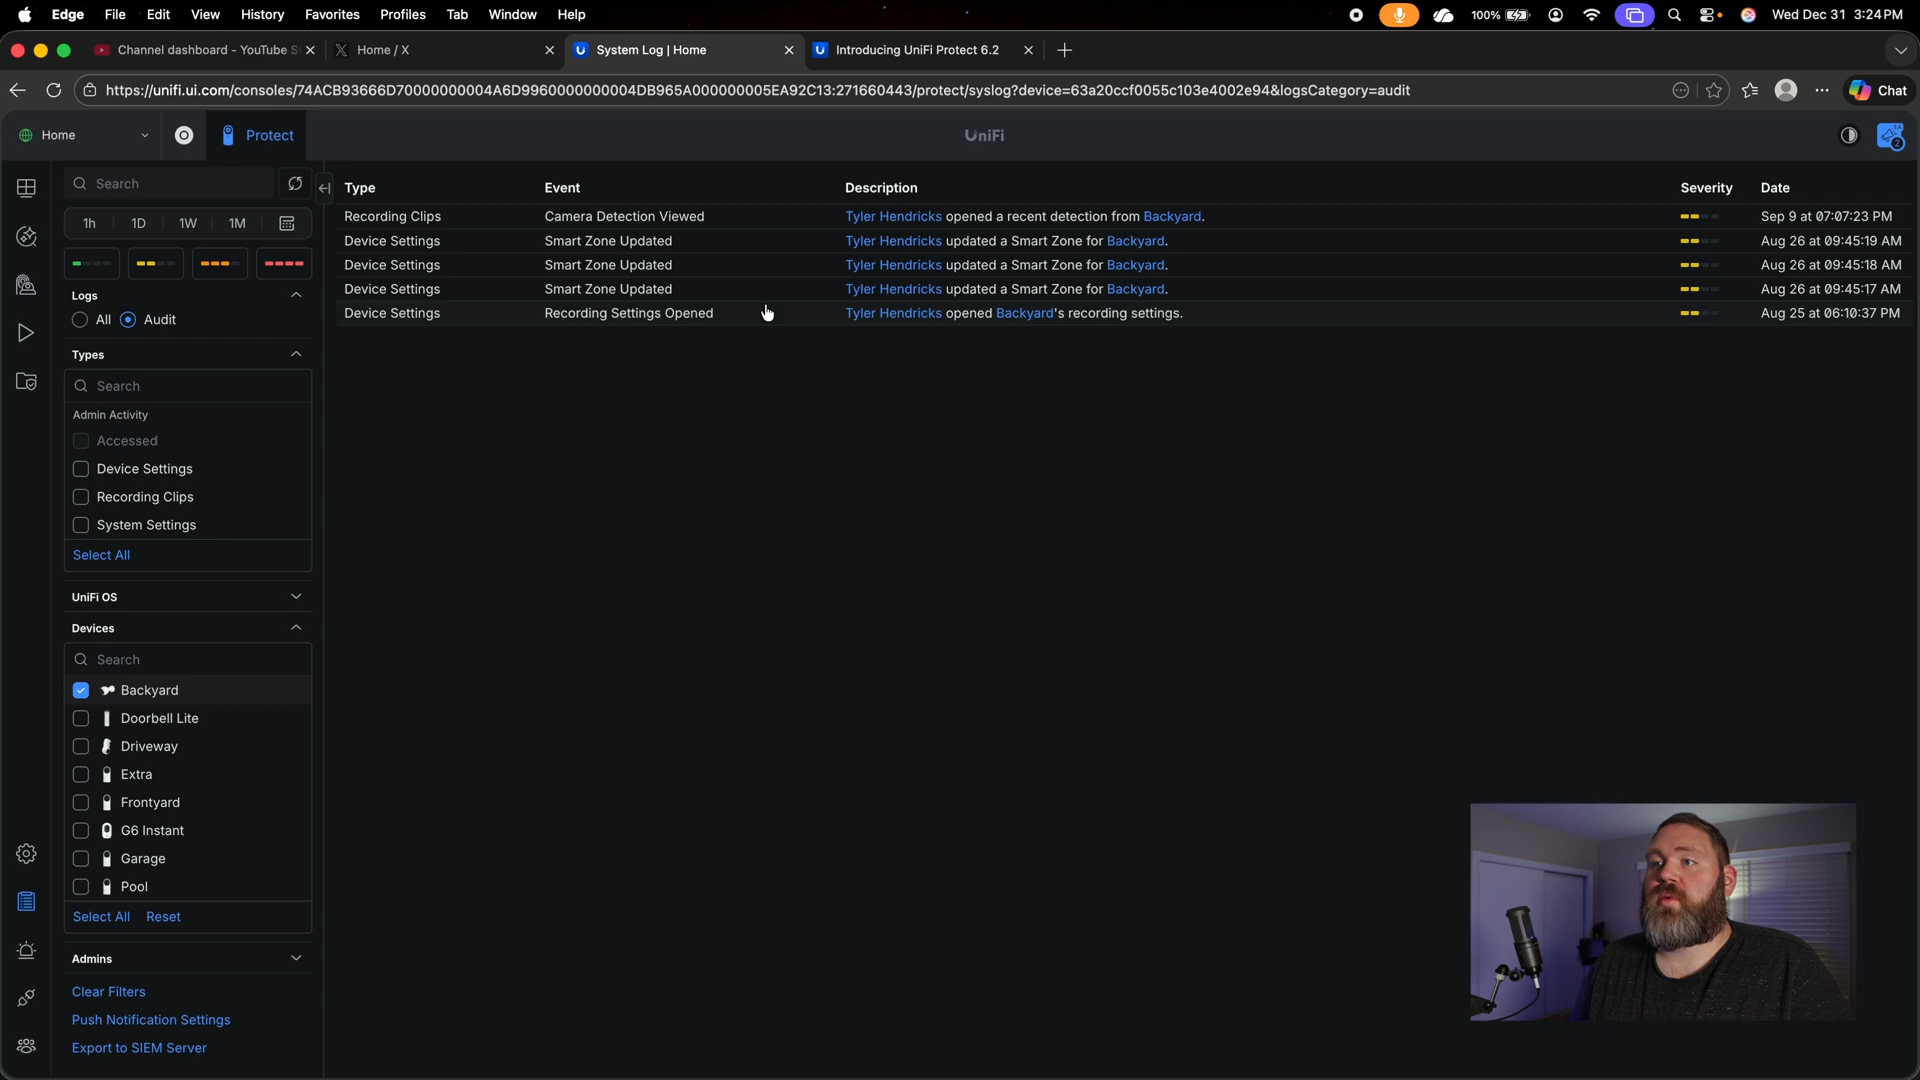 Edge File Edit View History Favorites Profiles Tab Window Help 100% Wed Dec 31 3:24 PM
Channel dashboard - YouTube S Home / X System Log | Home Introducing UniFi Protect 6.2
https://unifi.ui.com/consoles/74ACB93666D70000000004A6D9960000000004DB965A000000005EA92C13:271660443/protect/syslog?device=63a20ccf0055c103e4002e94&logsCategory=audit Chat
Home Protect UniFi EA 2
Search
1h 1D 1W 1M
Logs
All Audit
Types
Search
Admin Activity
Accessed
Device Settings
Recording Clips
System Settings
Select All
UniFi OS
Devices
Search
Backyard
Doorbell Lite
Driveway
Extra
Frontyard
G6 Instant
Garage
Pool
Select All Reset
Admins
Clear Filters
Push Notification Settings
Export to SIEM Server
Type Event Description Severity Date
Recording Clips Camera Detection Viewed Tyler Hendricks opened a recent detection from Backyard. Sep 9 at 07:07:23 PM
Device Settings Smart Zone Updated Tyler Hendricks updated a Smart Zone for Backyard. Aug 26 at 09:45:19 AM
Device Settings Smart Zone Updated Tyler Hendricks updated a Smart Zone for Backyard. Aug 26 at 09:45:18 AM
Device Settings Smart Zone Updated Tyler Hendricks updated a Smart Zone for Backyard. Aug 26 at 09:45:17 AM
Device Settings Recording Settings Opened Tyler Hendricks opened Backyard's recording settings. Aug 25 at 06:10:37 PM